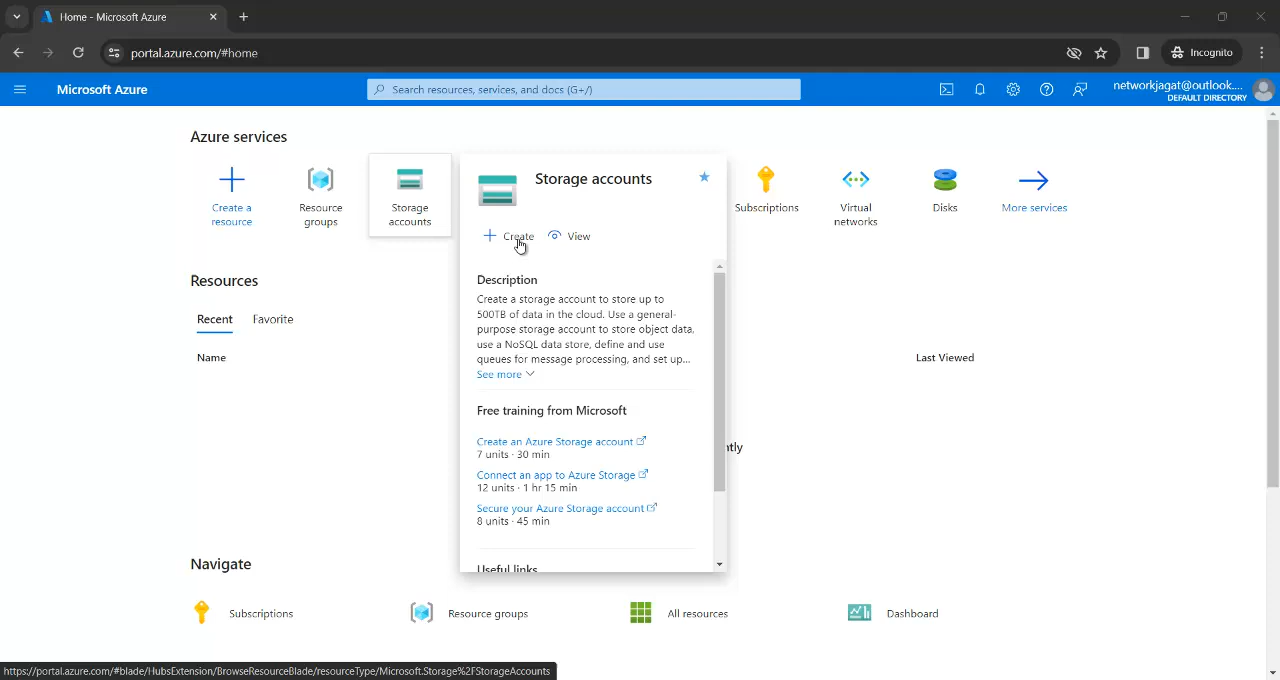 Home - Microsoft Azure
portal.azure.com/#home
Incognito
Microsoft Azure
Search resources, services, and docs (G+/)
networkjagat@outlook....
DEFAULT DIRECTORY
Azure services
Create a
resource
Resource
groups
Storage
accounts
Storage accounts
Create
View
Subscriptions
Virtual
networks
Disks
More services
Description
Create a storage account to store up to
500TB of data in the cloud. Use a general-
purpose storage account to store object data,
use a NoSQL data store, define and use
queues for message processing, and set up...
See more
Free training from Microsoft
Create an Azure Storage account
7 units · 30 min
Connect an app to Azure Storage
12 units · 1 hr 15 min
Secure your Azure Storage account
8 units · 45 min
Useful links
Resources
Recent
Favorite
Name
Last Viewed
ntly
Navigate
Subscriptions
Resource groups
All resources
Dashboard
https://portal.azure.com/#blade/HubsExtension/BrowseResourceBlade/resourceType/Microsoft.Storage%2FStorageAccounts